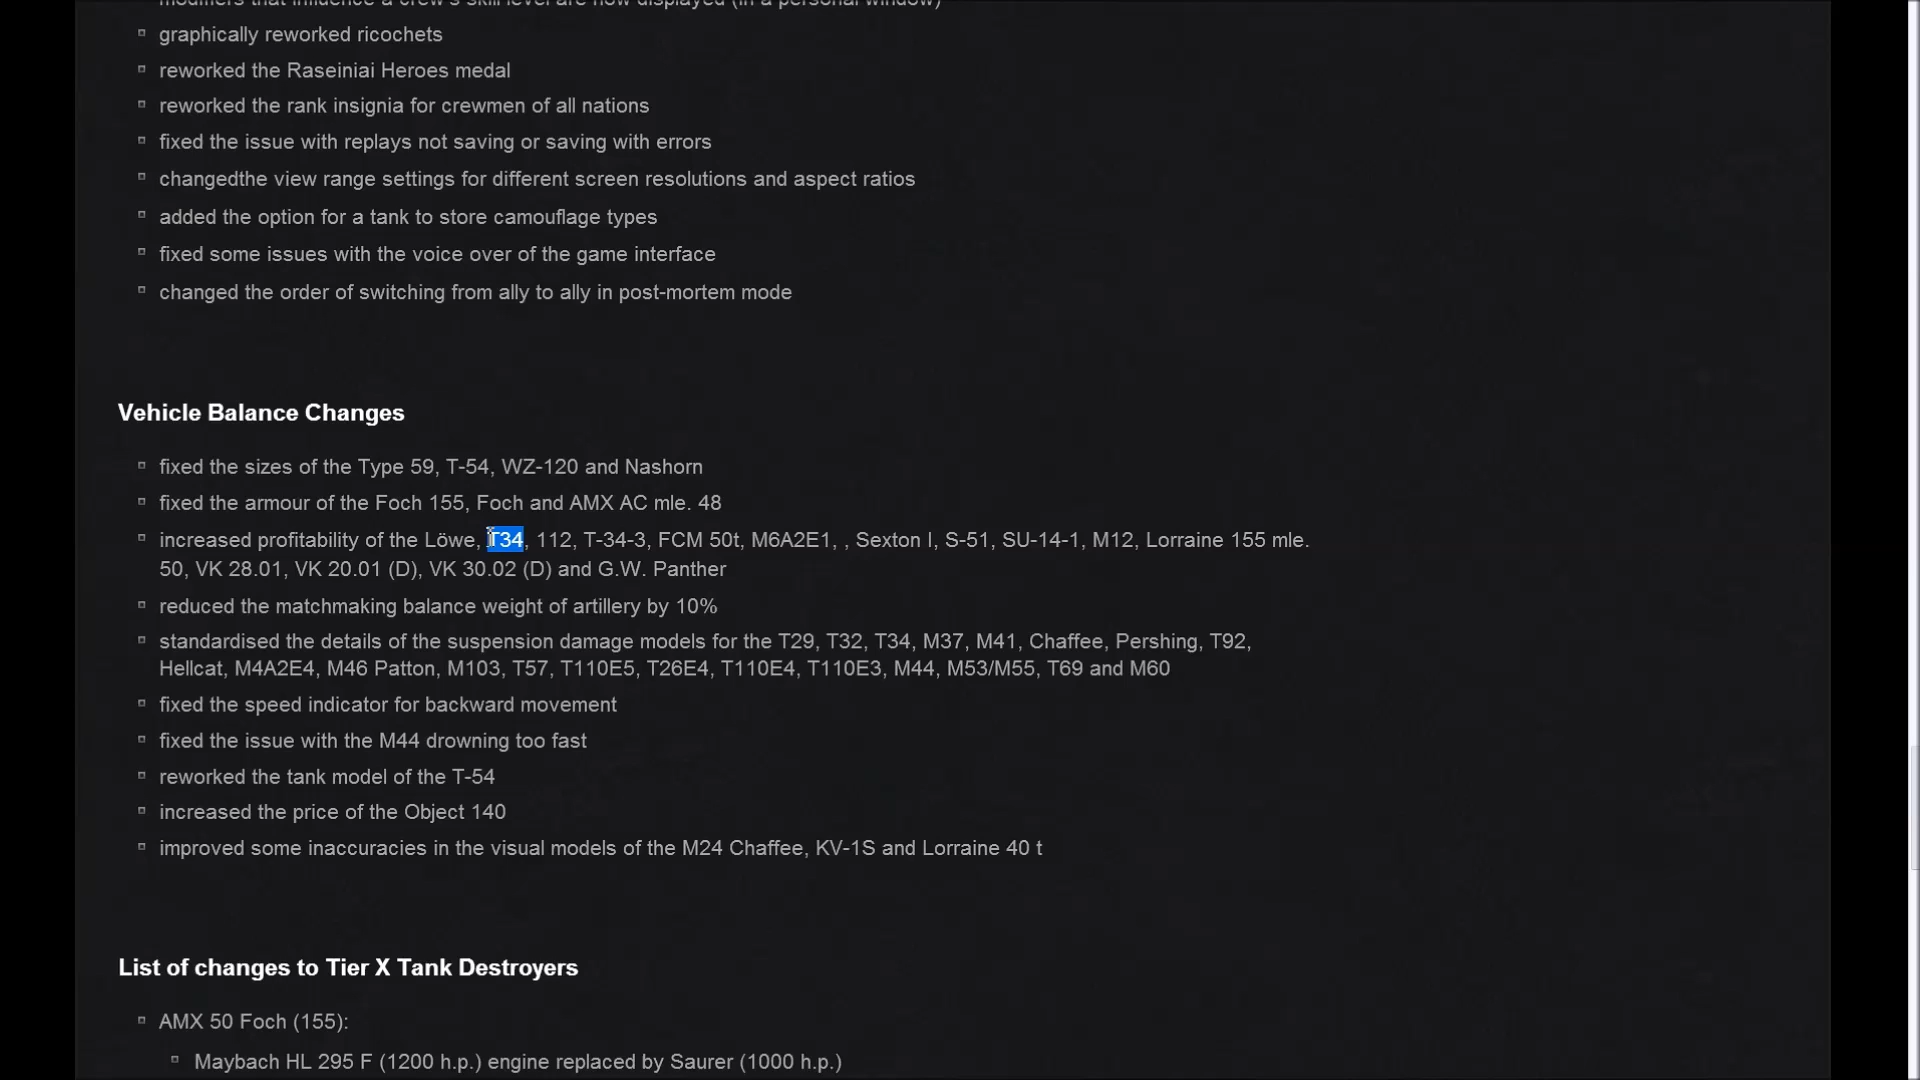 modifiers that influence a crew's skill level are now displayed (in a personal window)
graphically reworked ricochets
reworked the Raseiniai Heroes medal
reworked the rank insignia for crewmen of all nations
fixed the issue with replays not saving or saving with errors
changedthe view range settings for different screen resolutions and aspect ratios
added the option for a tank to store camouflage types
fixed some issues with the voice over of the game interface
changed the order of switching from ally to ally in post-mortem mode
Vehicle Balance Changes
fixed the sizes of the Type 59, T-54, WZ-120 and Nashorn
fixed the armour of the Foch 155, Foch and AMX AC mle. 48
increased profitability of the Löwe, T34, 112, T-34-3, FCM 50t, M6A2E1, , Sexton I, S-51, SU-14-1, M12, Lorraine 155 mle.
50, VK 28.01, VK 20.01 (D), VK 30.02 (D) and G.W. Panther
reduced the matchmaking balance weight of artillery by 10%
standardised the details of the suspension damage models for the T29, T32, T34, M37, M41, Chaffee, Pershing, T92,
Hellcat, M4A2E4, M46 Patton, M103, T57, T110E5, T26E4, T110E4, T110E3, M44, M53/M55, T69 and M60
fixed the speed indicator for backward movement
fixed the issue with the M44 drowning too fast
reworked the tank model of the T-54
increased the price of the Object 140
improved some inaccuracies in the visual models of the M24 Chaffee, KV-1S and Lorraine 40 t
List of changes to Tier X Tank Destroyers
AMX 50 Foch (155):
Maybach HL 295 F (1200 h.p.) engine replaced by Saurer (1000 h.p.)